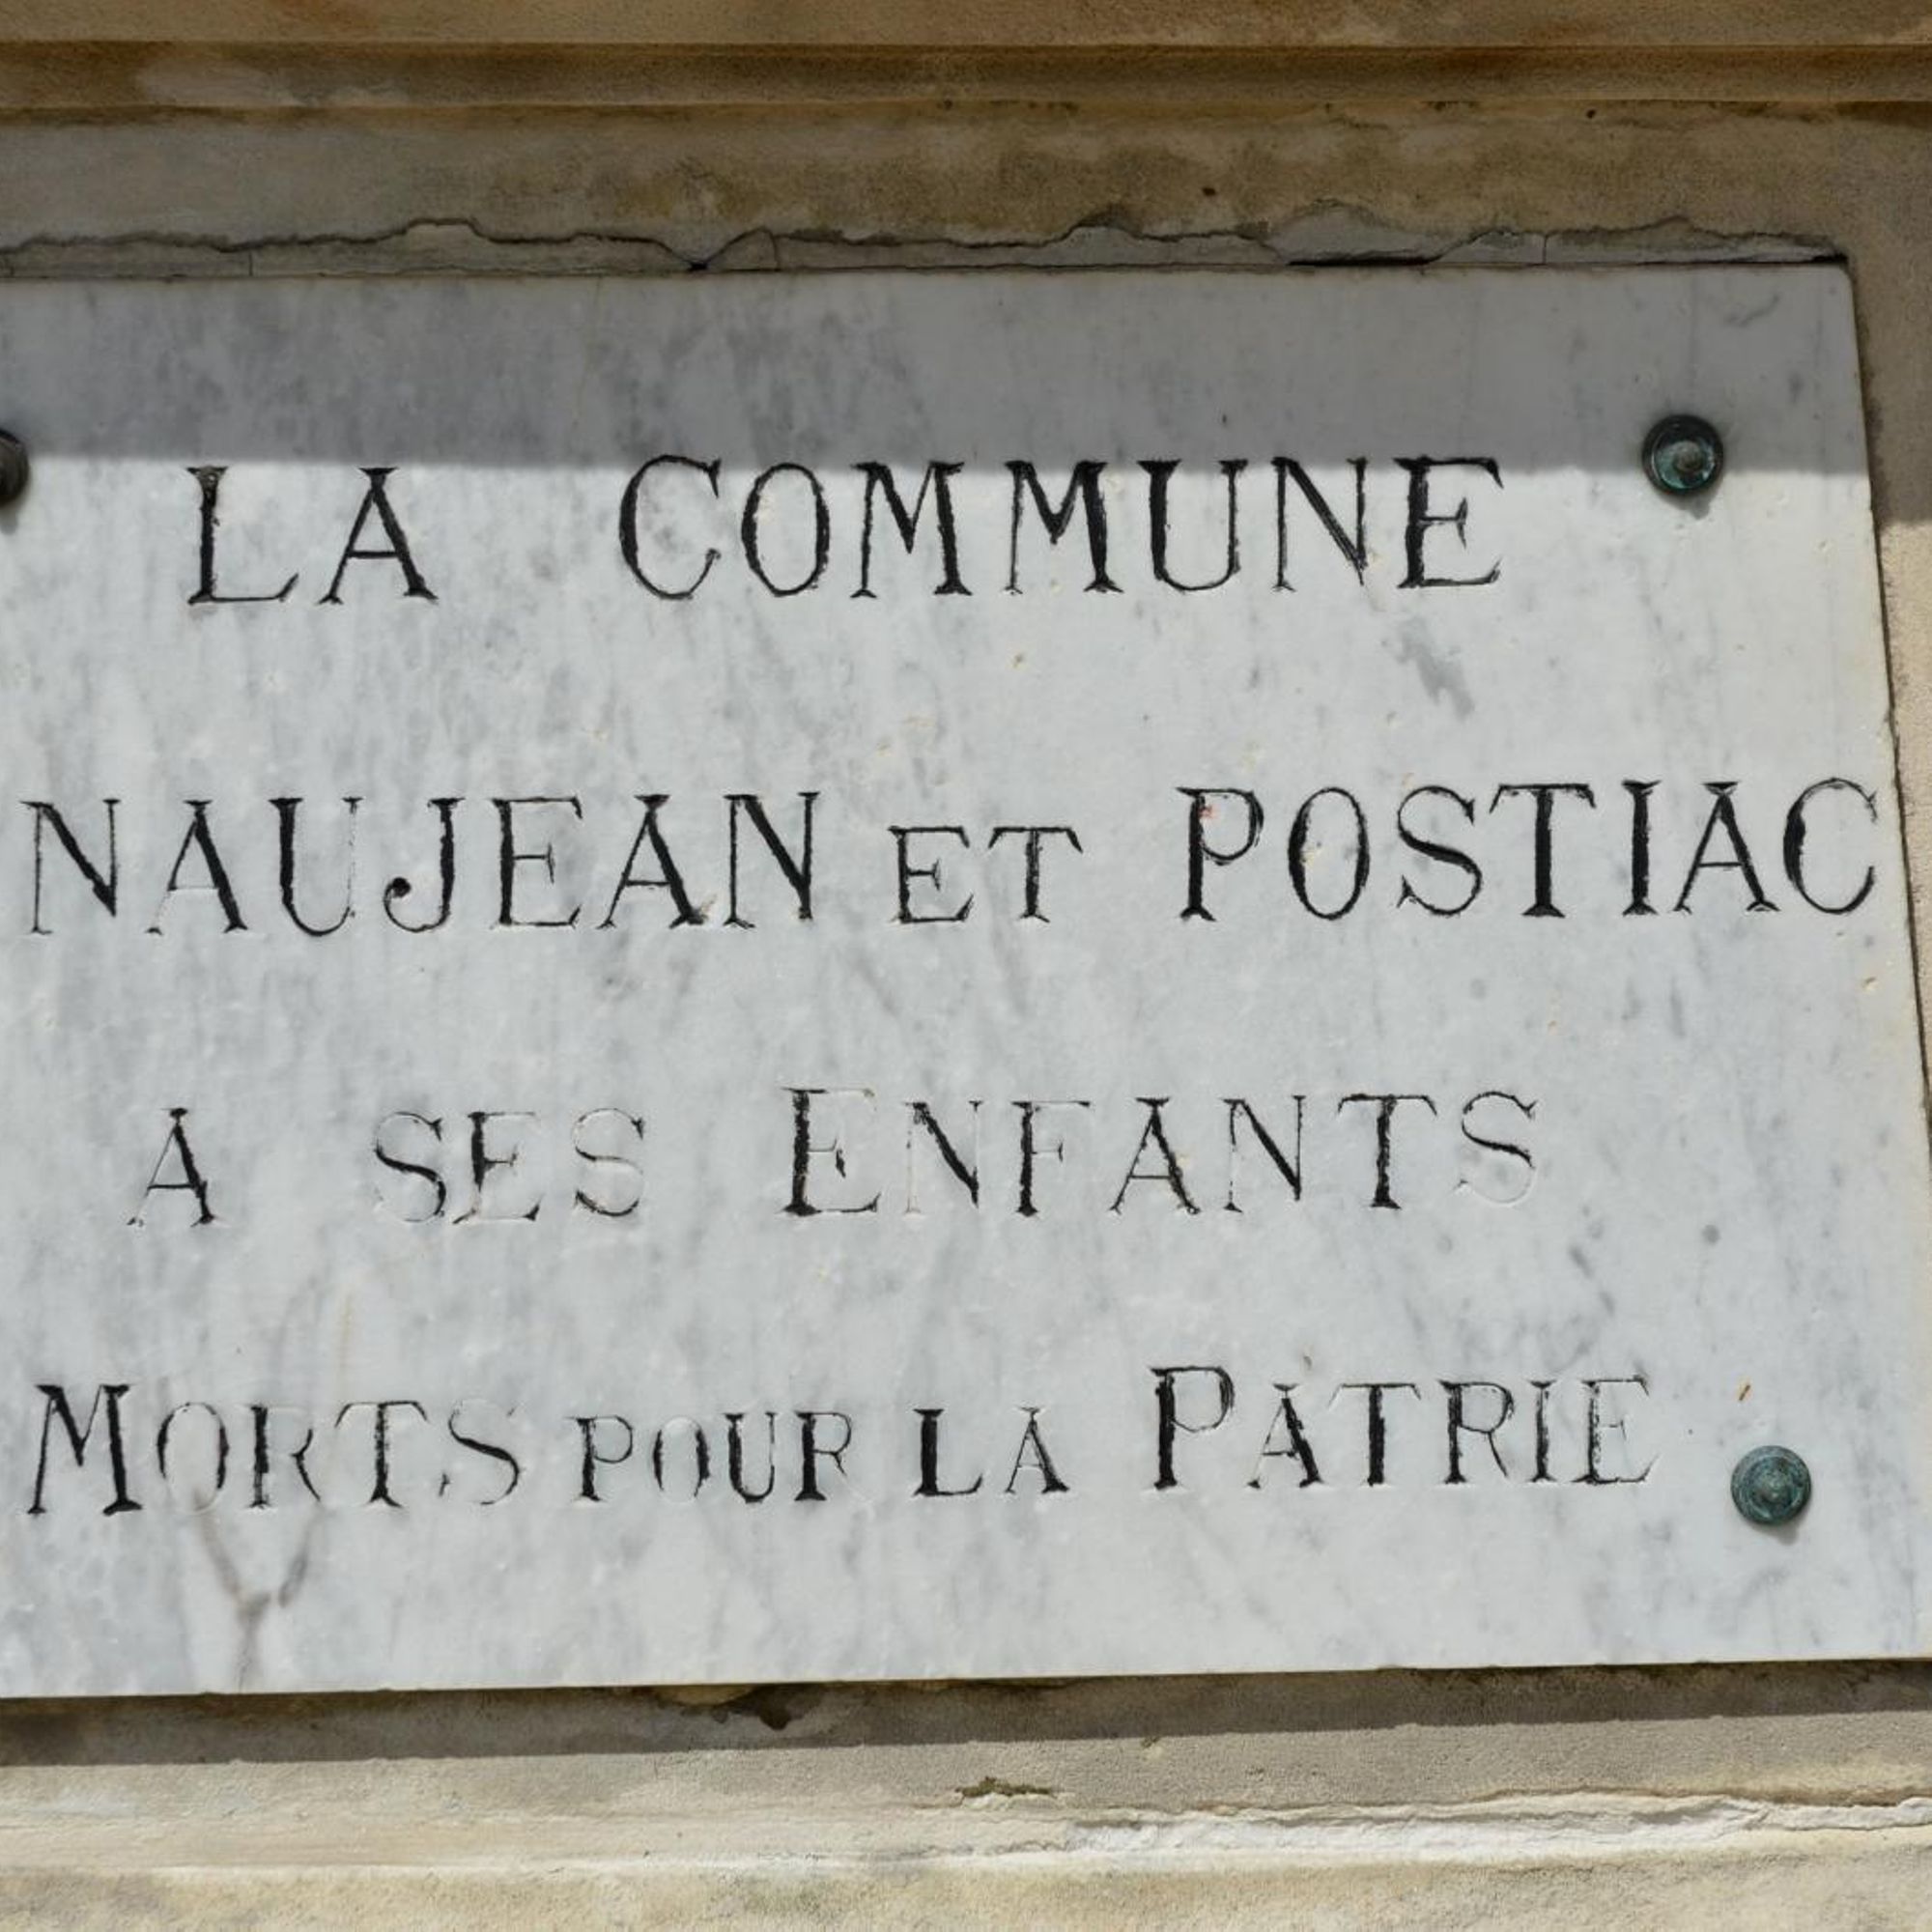 LA COMMUNE
NAUJEAN ET POSTIAC
A SES ENFANTS
MORTS POUR LA PATRIE